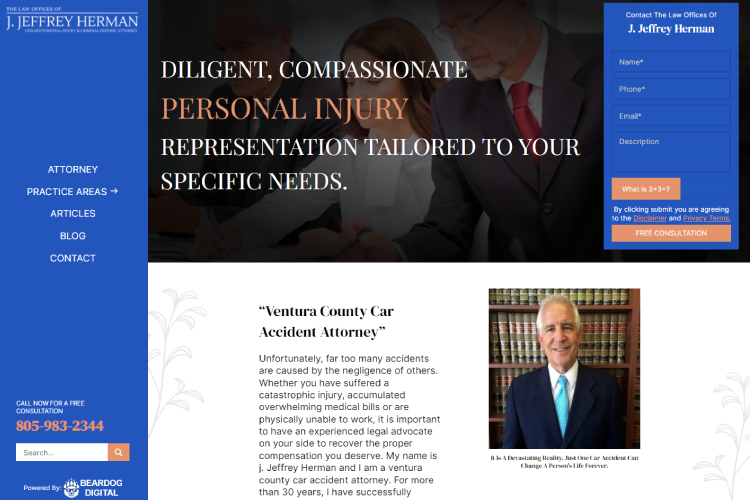 THE LAW OFFICES OF
J. JEFFREY HERMAN
OXNARD PERSONAL INJURY & CRIMINAL DEFENSE ATTORNEY
ATTORNEY
PRACTICE AREAS →
ARTICLES
BLOG
CONTACT
CALL NOW FOR A FREE
CONSULTATION
805-983-2344
Search...
Powered By: BEARDOG
DIGITAL
DILIGENT, COMPASSIONATE
PERSONAL INJURY
REPRESENTATION TAILORED TO YOUR
SPECIFIC NEEDS.
Contact The Law Offices Of
J. Jeffrey Herman
Name*
Phone*
Email*
Description
What is 3+3=?
By clicking submit you are agreeing
to the Disclaimer and Privacy Terms.
FREE CONSULTATION
“Ventura County Car
Accident Attorney”
Unfortunately, far too many accidents
are caused by the negligence of others.
Whether you have suffered a
catastrophic injury, accumulated
overwhelming medical bills or are
physically unable to work, it is important
to have an experienced legal advocate
on your side to recover the proper
compensation you deserve. My name is
j. Jeffrey Herman and I am a ventura
county car accident attorney. For more
than 30 years, I have successfully
It Is A Devastating Reality. Just One Car Accident Can
Change A Person's Life Forever.